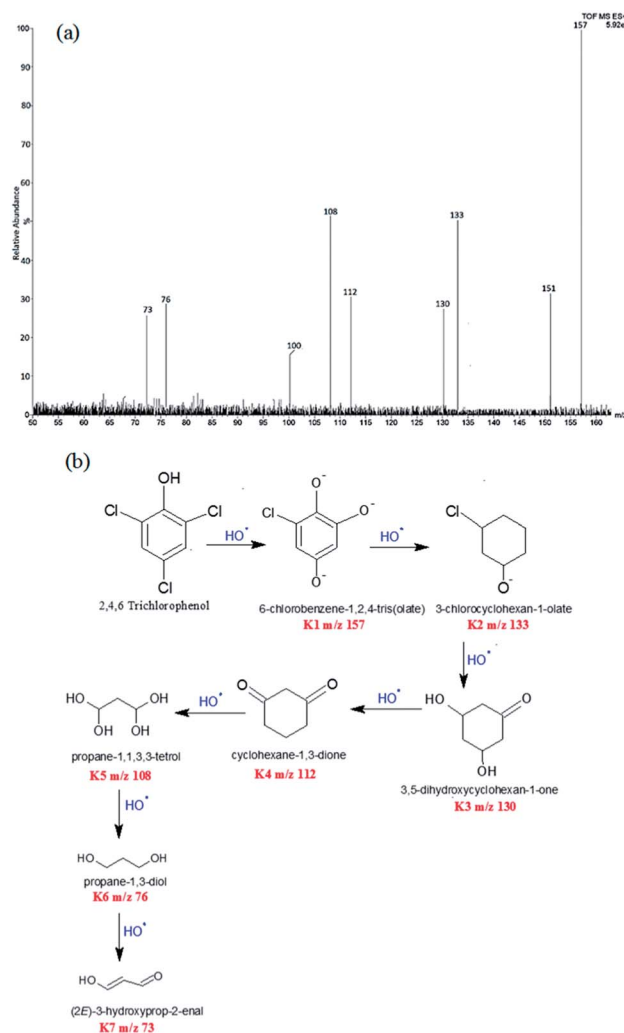 (a)
TOF MS ES+
5.92e
157
100
90
80
70
60
50
40
30
20
10
0
Relative Abundance
%
73
76
100
108
112
130
133
151
50 55 60 65 70 75 80 85 90 95 100 105 110 115 120 125 130 135 140 145 150 155 160
(b)
OH
Cl
Cl
Cl
2,4,6 Trichlorophenol
HO•
O-
Cl
O-
O-
6-chlorobenzene-1,2,4-tris(olate)
K1 m/z 157
HO•
Cl
O-
3-chlorocyclohexan-1-olate
K2 m/z 133
HO•
HO
O
OH
3,5-dihydroxycyclohexan-1-one
K3 m/z 130
HO•
O
O
cyclohexane-1,3-dione
K4 m/z 112
HO•
HO
OH
OH
OH
propane-1,1,3,3-tetrol
K5 m/z 108
HO•
HO
OH
propane-1,3-diol
K6 m/z 76
HO•
HO
O
(2E)-3-hydroxyprop-2-enal
K7 m/z 73